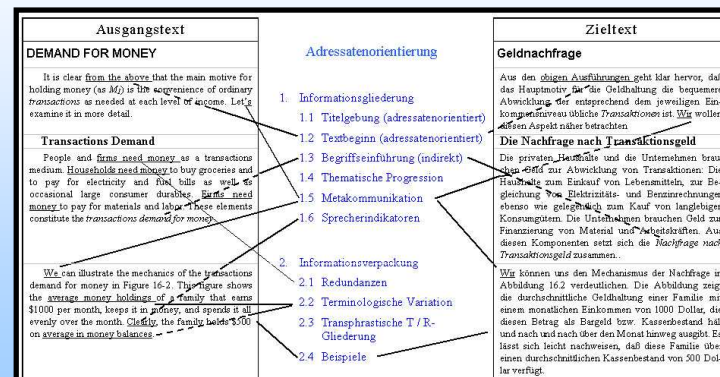 Ausgangstext
DEMAND FOR MONEY
It is clear from the above that the main motive for
holding money (as M1) is the convenience of ordinary
transactions as needed at each level of income. Let's
examine it in more detail.
Transactions Demand
People and firms need money as a transactions
medium. Households need money to buy groceries and
to pay for electricity and fuel bills as well as
occasional large consumer durables. Firms need
money to pay for materials and labor. These elements
constitute the transactions demand for money.
We can illustrate the mechanics of the transactions
demand for money in Figure 16-2. This figure shows
the average money holdings of a family that earns
$1000 per month, keeps it in money, and spends it all
evenly over the month. Clearly, the family holds $500
on average in money balances.
Adressatenorientierung
1. Informationsgliederung
1.1 Titelgebung (adressatenorientiert)
1.2 Textbeginn (adressatenorientiert)
1.3 Begriffseinführung (indirekt)
1.4 Thematische Progression
1.5 Metakommunikation
1.6 Sprecherindikatoren
2. Informationsverpackung
2.1 Redundanzen
2.2 Terminologische Variation
2.3 Transphrastische T / R-
Gliederung
2.4 Beispiele
Zieltext
Geldnachfrage
Aus den obigen Ausführungen geht klar hervor, daß
das Hauptmotiv für die Geldhaltung die bequemere
Abwicklung der entsprechend dem jeweiligen Ein-
kommensniveau übliche Transaktionen ist. Wir wollen
diesen Aspekt näher betrachten
Die Nachfrage nach Transaktionsgeld
Die privaten Haushalte und die Unternehmen brau-
chen Geld zur Abwicklung von Transaktionen: Die
Haushalte zum Einkauf von Lebensmitteln, zur Be-
gleichung von Elektrizitäts- und Benzinrechnungen
ebenso wie gelegentlich zum Kauf von langlebigen
Konsumgütern. Die Unternehmen brauchen Geld zur
Finanzierung von Material und Arbeitskräften. Aus
diesen Komponenten setzt sich die Nachfrage nach
Transaktionsgeld zusammen..
Wir können uns den Mechanismus der Nachfrage in
Abbildung 16.2 verdeutlichen. Die Abbildung zeigt
die durchschnittliche Geldhaltung einer Familie mit
einem monatlichen Einkommen von 1000 Dollar, die
diesen Betrag als Bargeld bzw. Kassenbestand hält
und nach und nach über den Monat hinweg ausgibt. Es
lässt sich leicht nachweisen, daß diese Familie über
einen durchschnittlichen Kassenbestand von 500 Dol-
lar verfügt.